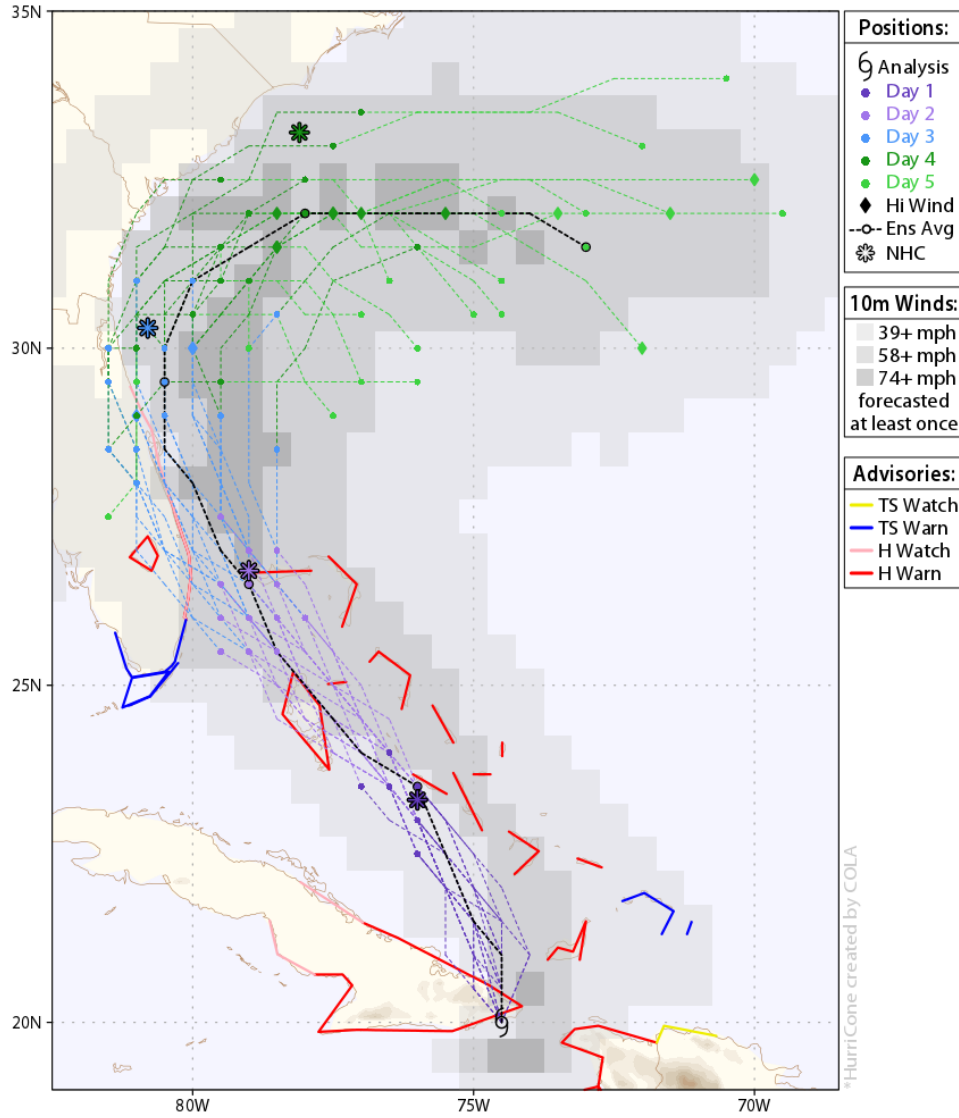 35N
30N
25N
20N
80W
75W
70W
Positions:
Analysis
Day 1
Day 2
Day 3
Day 4
Day 5
Hi Wind
Ens Avg
NHC
10m Winds:
39+ mph
58+ mph
74+ mph
forecasted
at least once
Advisories:
TS Watch
TS Warn
H Watch
H Warn
*HurriCone created by COLA